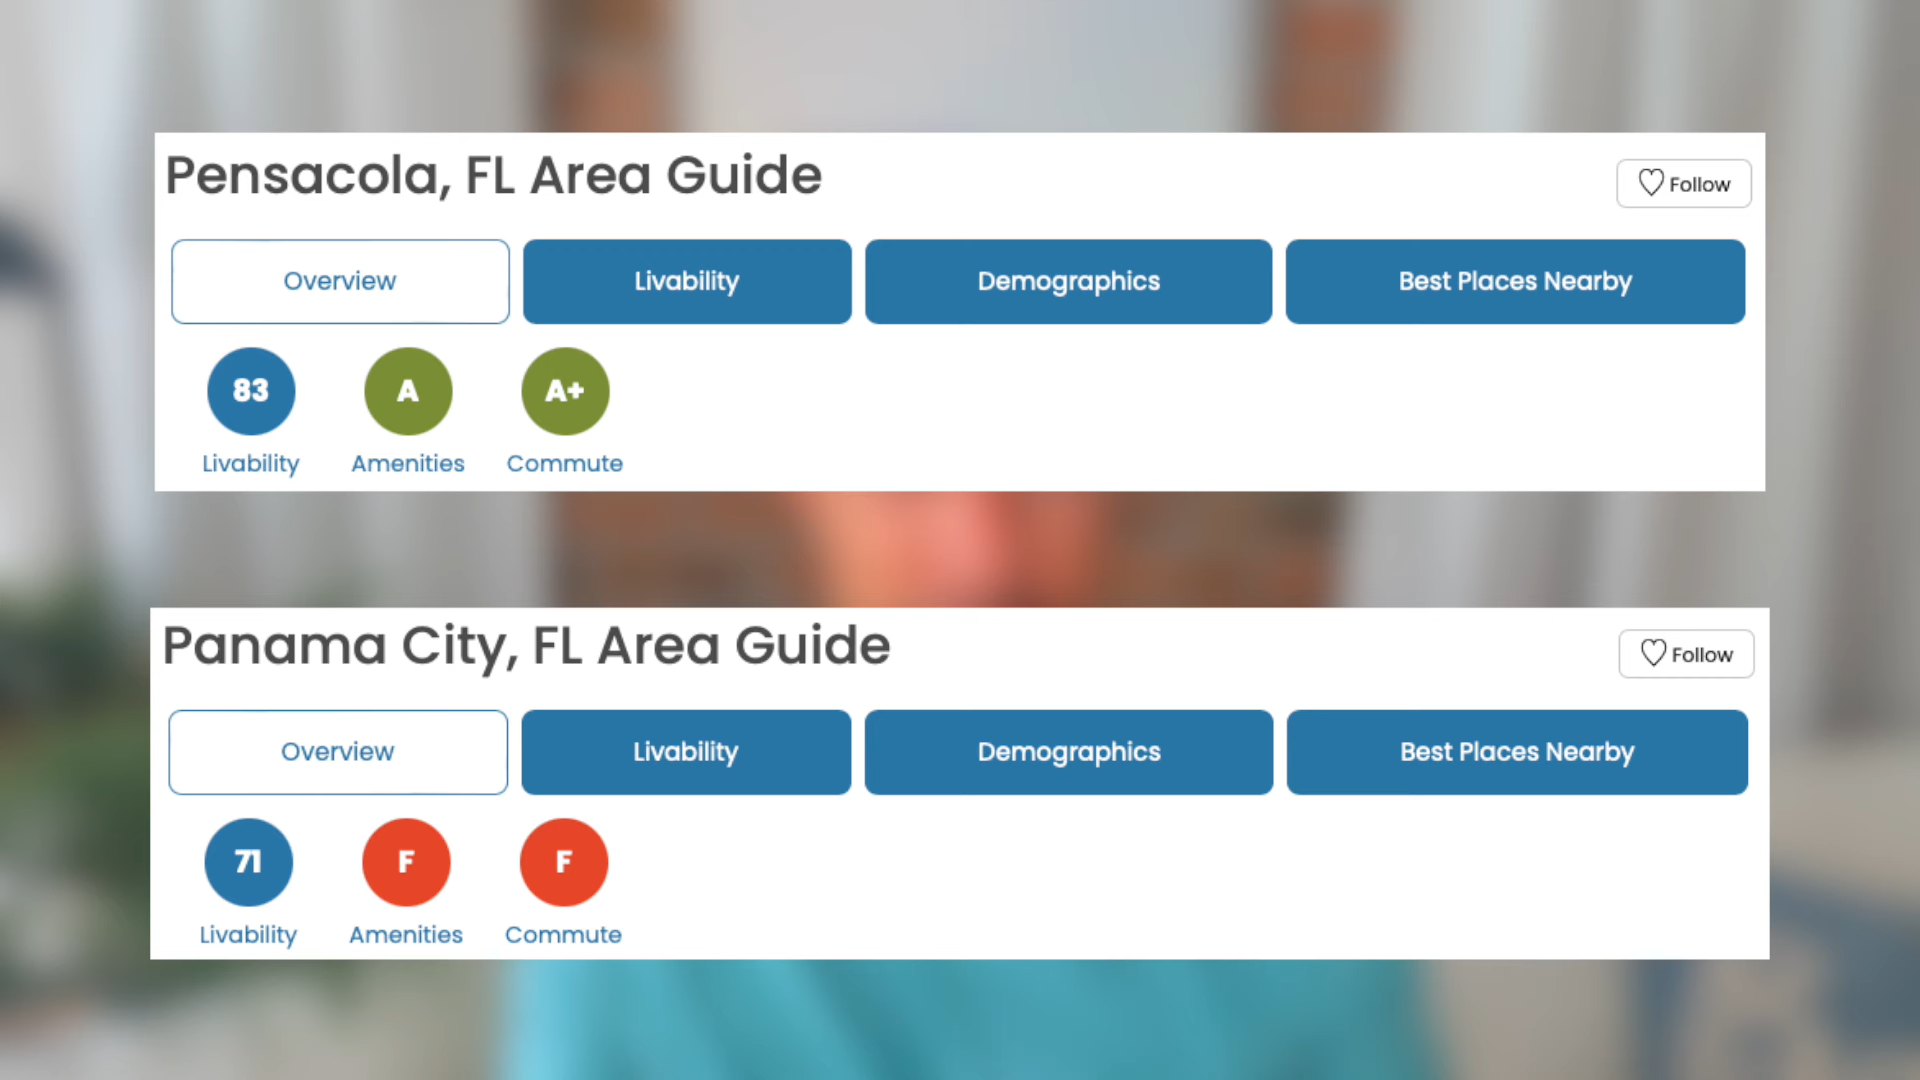 Pensacola, FL Area Guide
Follow
Overview
Livability
Demographics
Best Places Nearby
83
A
A+
Livability
Amenities
Commute
Panama City, FL Area Guide
Follow
Overview
Livability
Demographics
Best Places Nearby
71
F
F
Livability
Amenities
Commute